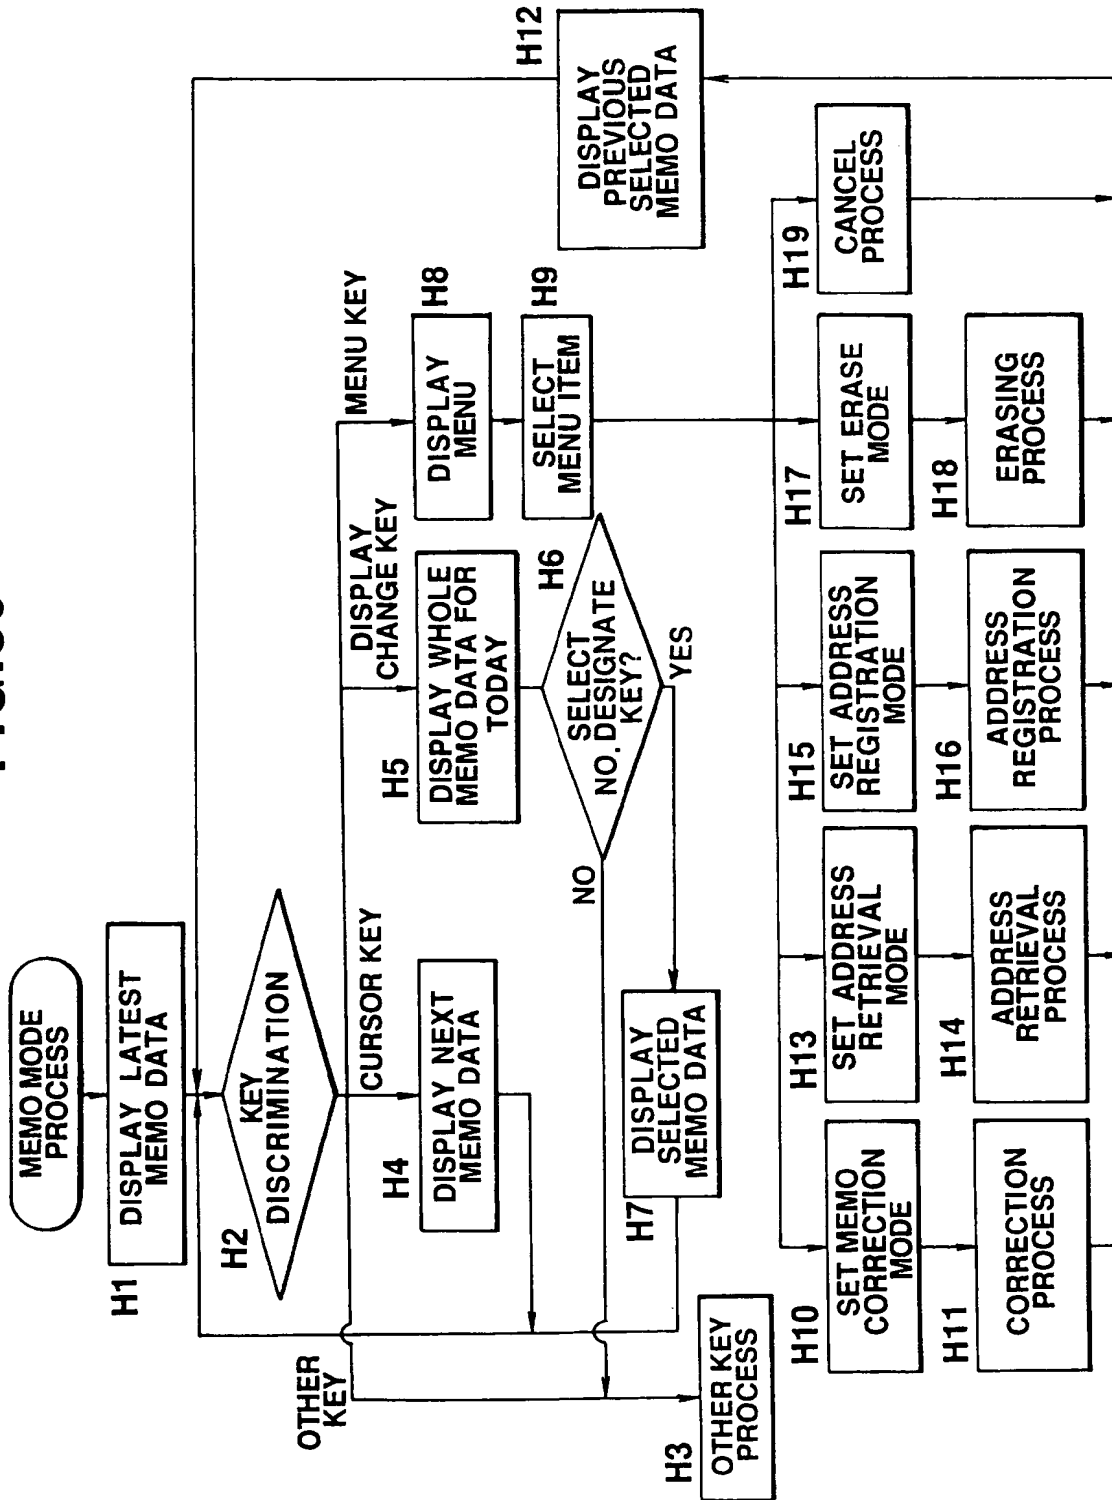 MEMO MODE
PROCESS
H1
DISPLAY LATEST
MEMO DATA
H2
KEY
DISCRIMINATION
OTHER
KEY
CURSOR KEY
DISPLAY
CHANGE KEY
MENU KEY
H3
OTHER KEY
PROCESS
H4
DISPLAY NEXT
MEMO DATA
H5
DISPLAY WHOLE
MEMO DATA FOR
TODAY
H6
SELECT
NO. DESIGNATE
KEY?
NO
YES
H7
DISPLAY
SELECTED
MEMO DATA
H8
DISPLAY
MENU
H9
SELECT
MENU ITEM
H12
DISPLAY
PREVIOUS
SELECTED
MEMO DATA
H10
SET MEMO
CORRECTION
MODE
H11
CORRECTION
PROCESS
H13
SET ADDRESS
RETRIEVAL
MODE
H14
ADDRESS
RETRIEVAL
PROCESS
H15
SET ADDRESS
REGISTRATION
MODE
H16
ADDRESS
REGISTRATION
PROCESS
H17
SET ERASE
MODE
H18
ERASING
PROCESS
H19
CANCEL
PROCESS